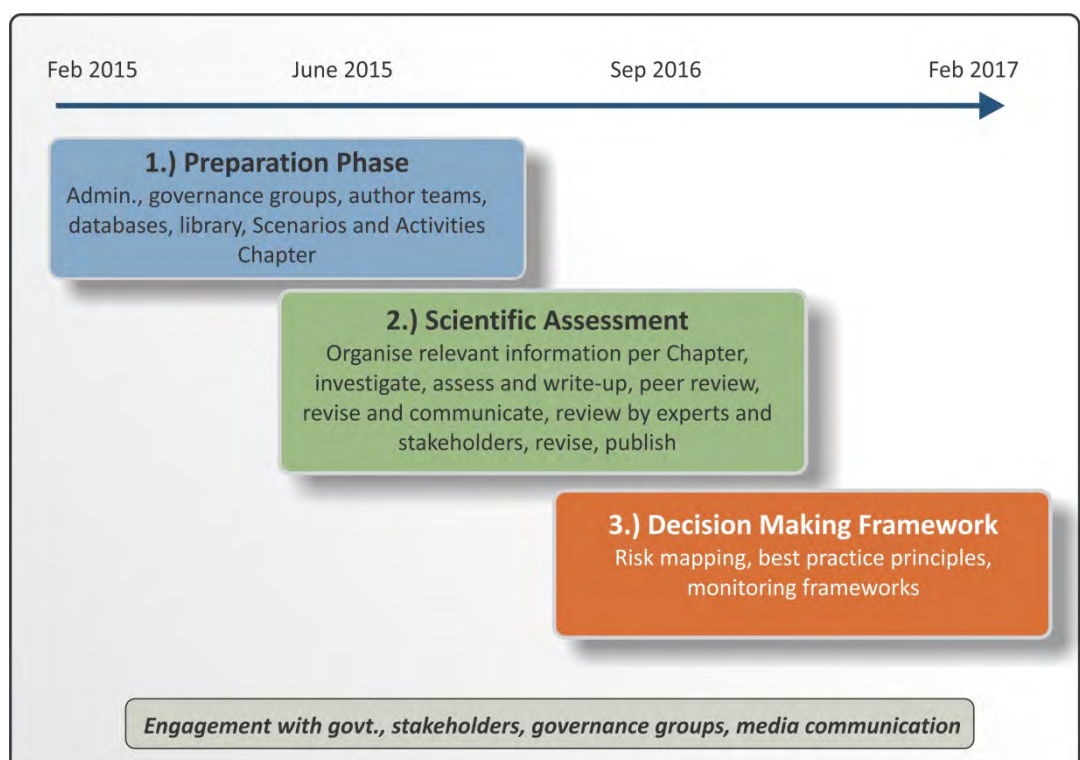 Feb 2015 June 2015 Sep 2016 Feb 2017
1.) Preparation Phase
Admin., governance groups, author teams,
databases, library, Scenarios and Activities
Chapter
2.) Scientific Assessment
Organise relevant information per Chapter,
investigate, assess and write-up, peer review,
revise and communicate, review by experts and
stakeholders, revise, publish
3.) Decision Making Framework
Risk mapping, best practice principles,
monitoring frameworks
Engagement with govt., stakeholders, governance groups, media communication